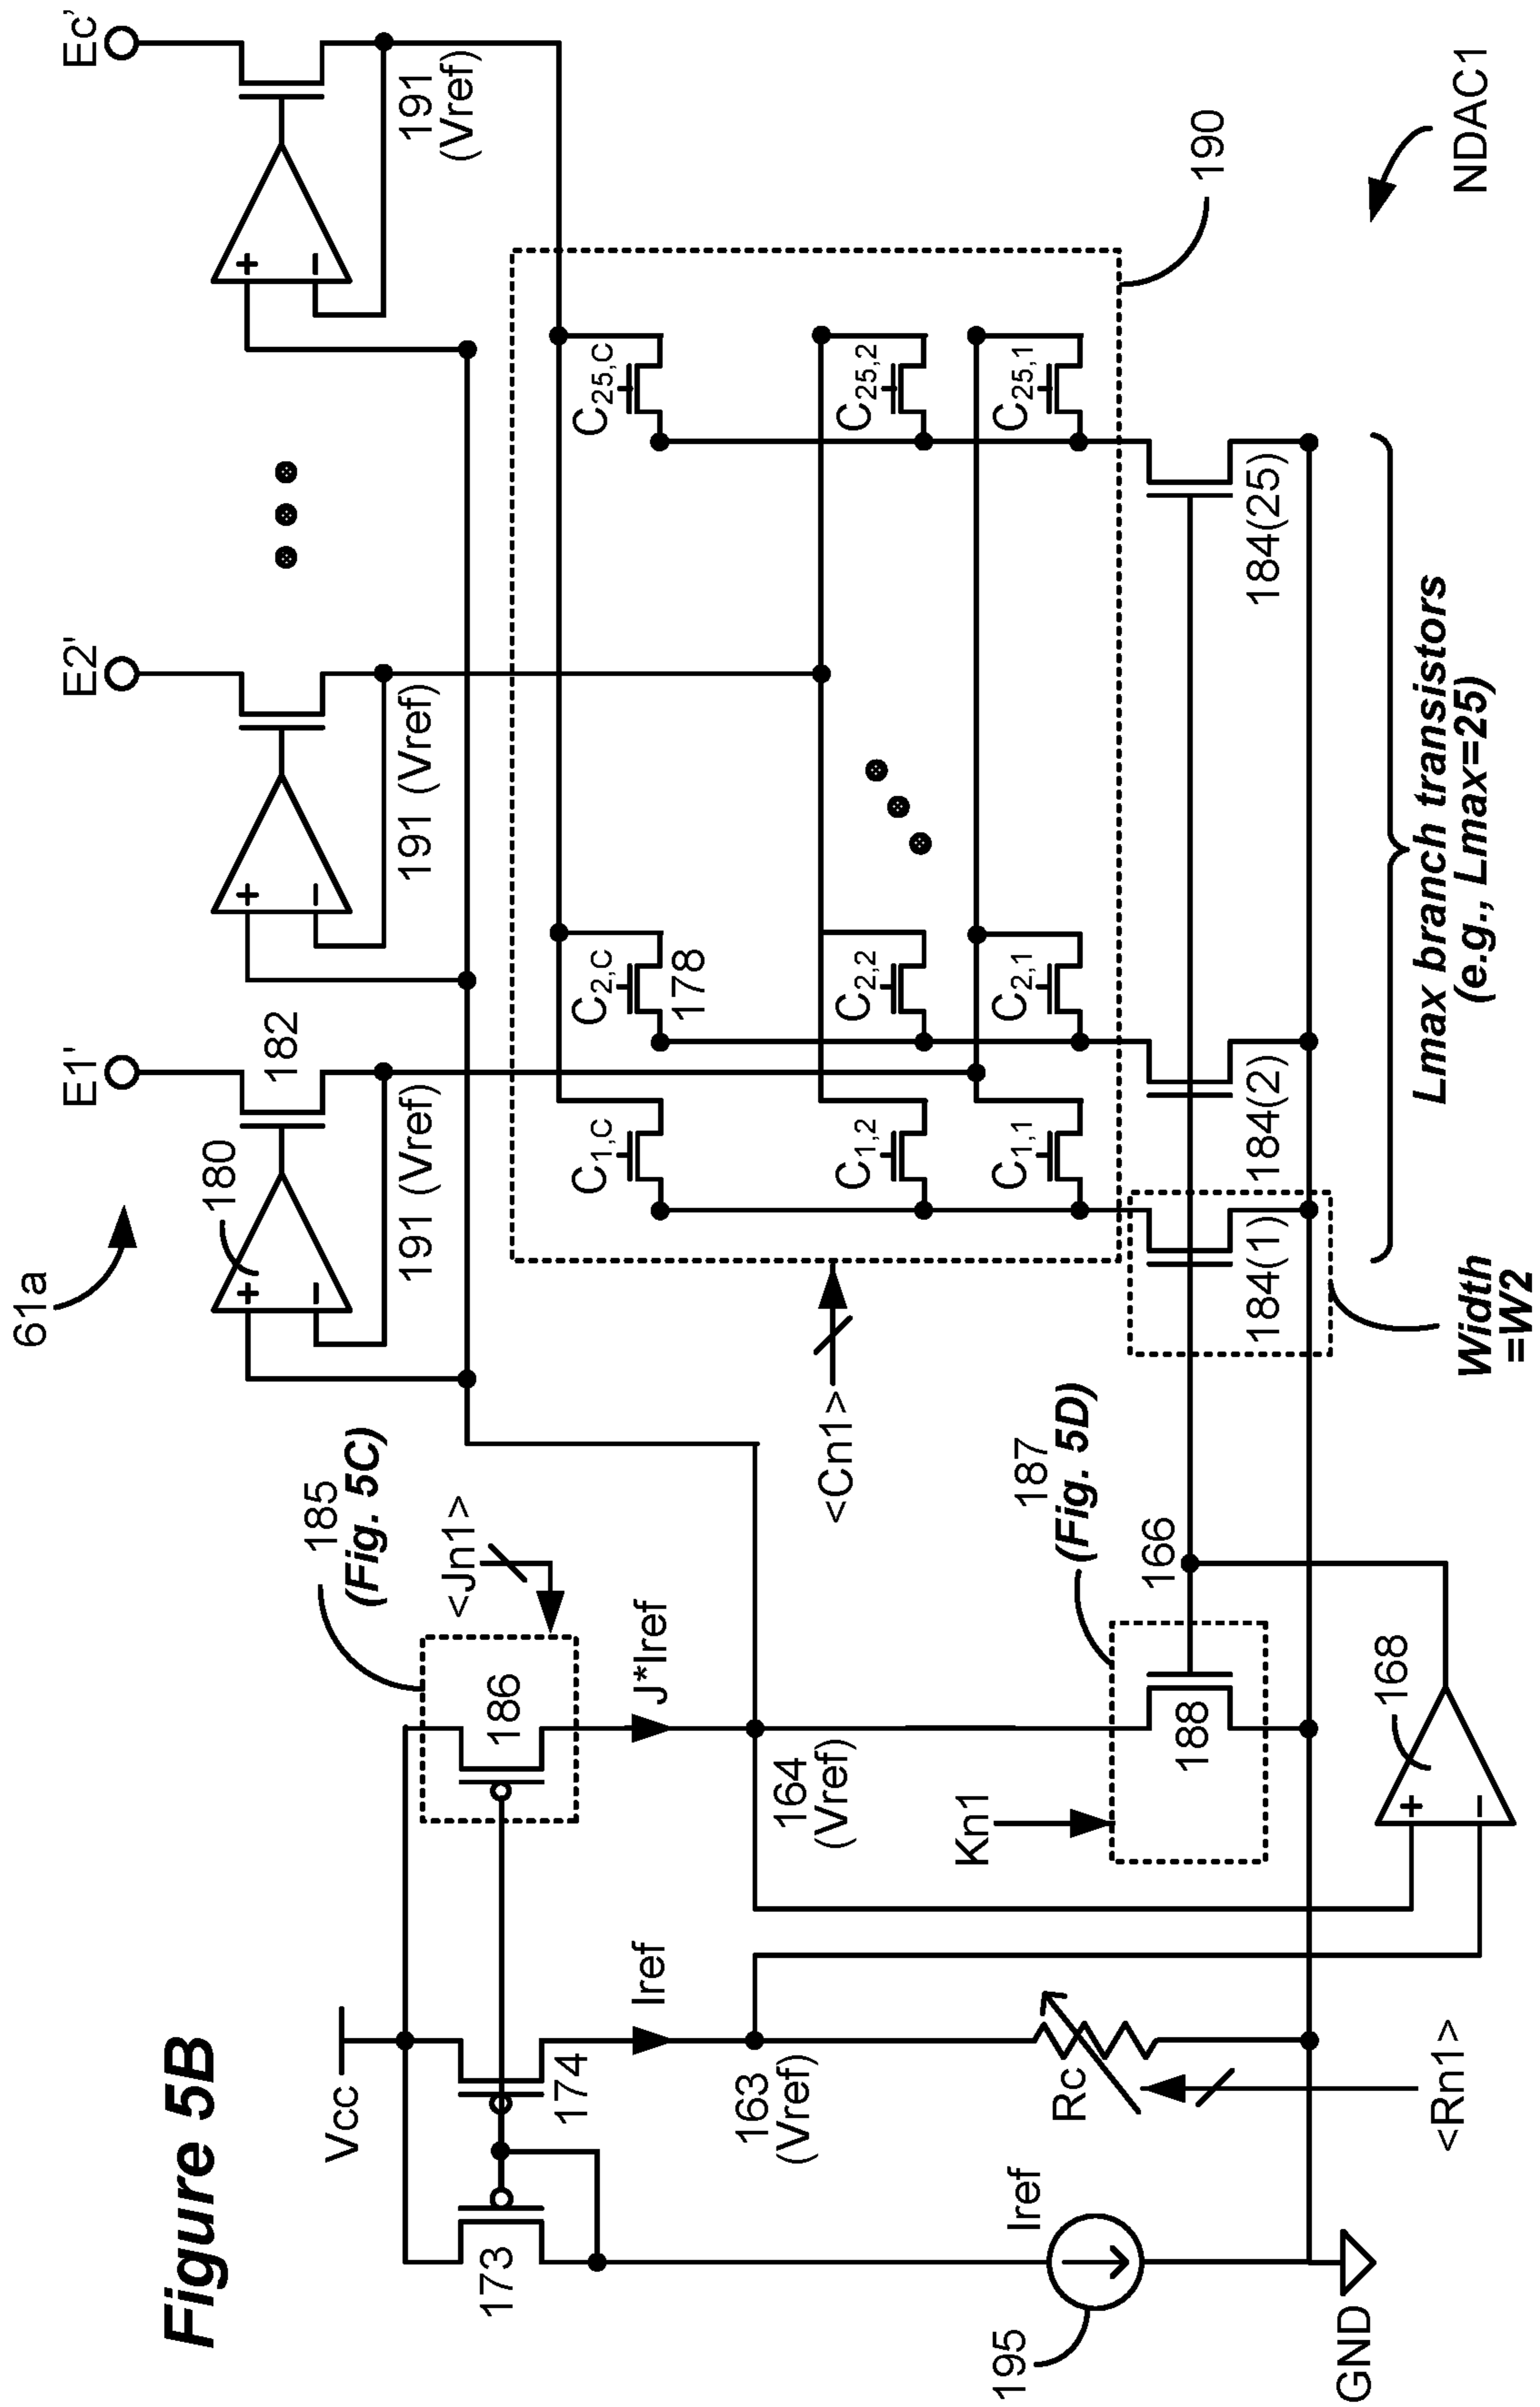 Figure 5B
61a
E1'
E2'
Ec'
Vcc
185
(Fig. 5C)
<Jn1>
180
182
191 (Vref)
191 (Vref)
191
(Vref)
173
174
186
Iref
J*Iref
163
(Vref)
164
(Vref)
C1,C
C2,C
178
C25,C
190
<Cn1>
C1,2
C2,2
C25,2
C1,1
C2,1
C25,1
Iref
195
Rc
<Rn1>
Kn1
187
(Fig. 5D)
188
166
184(1)
184(2)
184(25)
168
GND
Width
=W2
Lmax branch transistors
(e.g., Lmax=25)
NDAC1
+
−
+
−
+
−
+
−